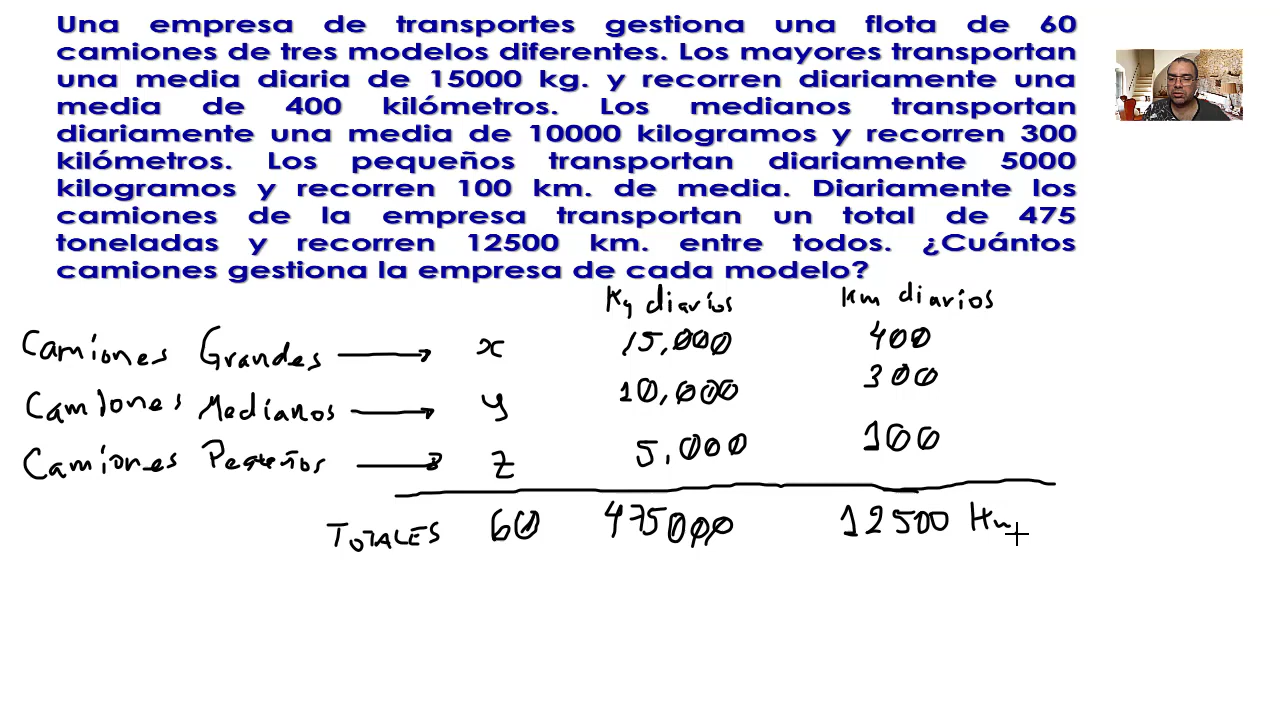 Una empresa de transportes gestiona una flota de 60
camiones de tres modelos diferentes. Los mayores transportan
una media diaria de 15000 kg. y recorren diariamente una
media de 400 kilómetros. Los medianos transportan
diariamente una media de 10000 kilogramos y recorren 300
kilómetros. Los pequeños transportan diariamente 5000
kilogramos y recorren 100 km. de media. Diariamente los
camiones de la empresa transportan un total de 475
toneladas y recorren 12500 km. entre todos. ¿Cuántos
camiones gestiona la empresa de cada modelo?
Kg diarios Km diarios
Camiones Grandes → x 15,000 400
Camiones Medianos → y 10,000 300
Camiones Pequeños → z 5,000 100
TOTALES 60 475000 12500 Km